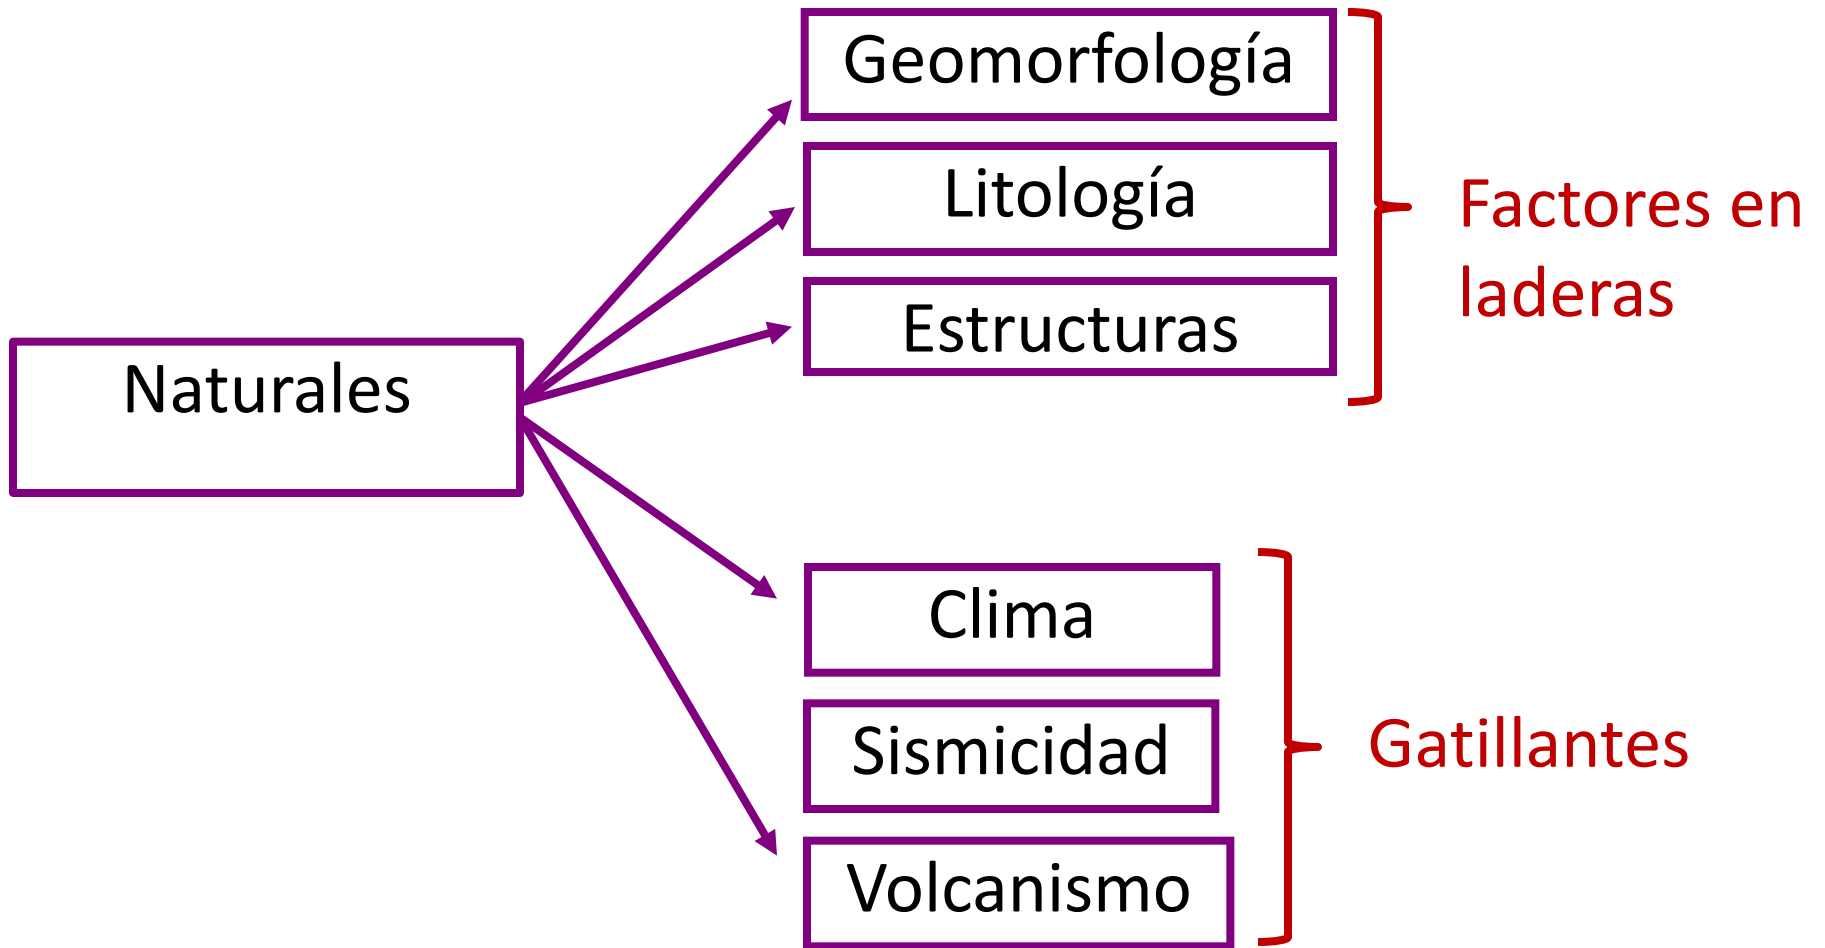 Geomorfología
Litología
Estructuras
Factores en
laderas
Naturales
Clima
Sismicidad
Volcanismo
Gatillantes